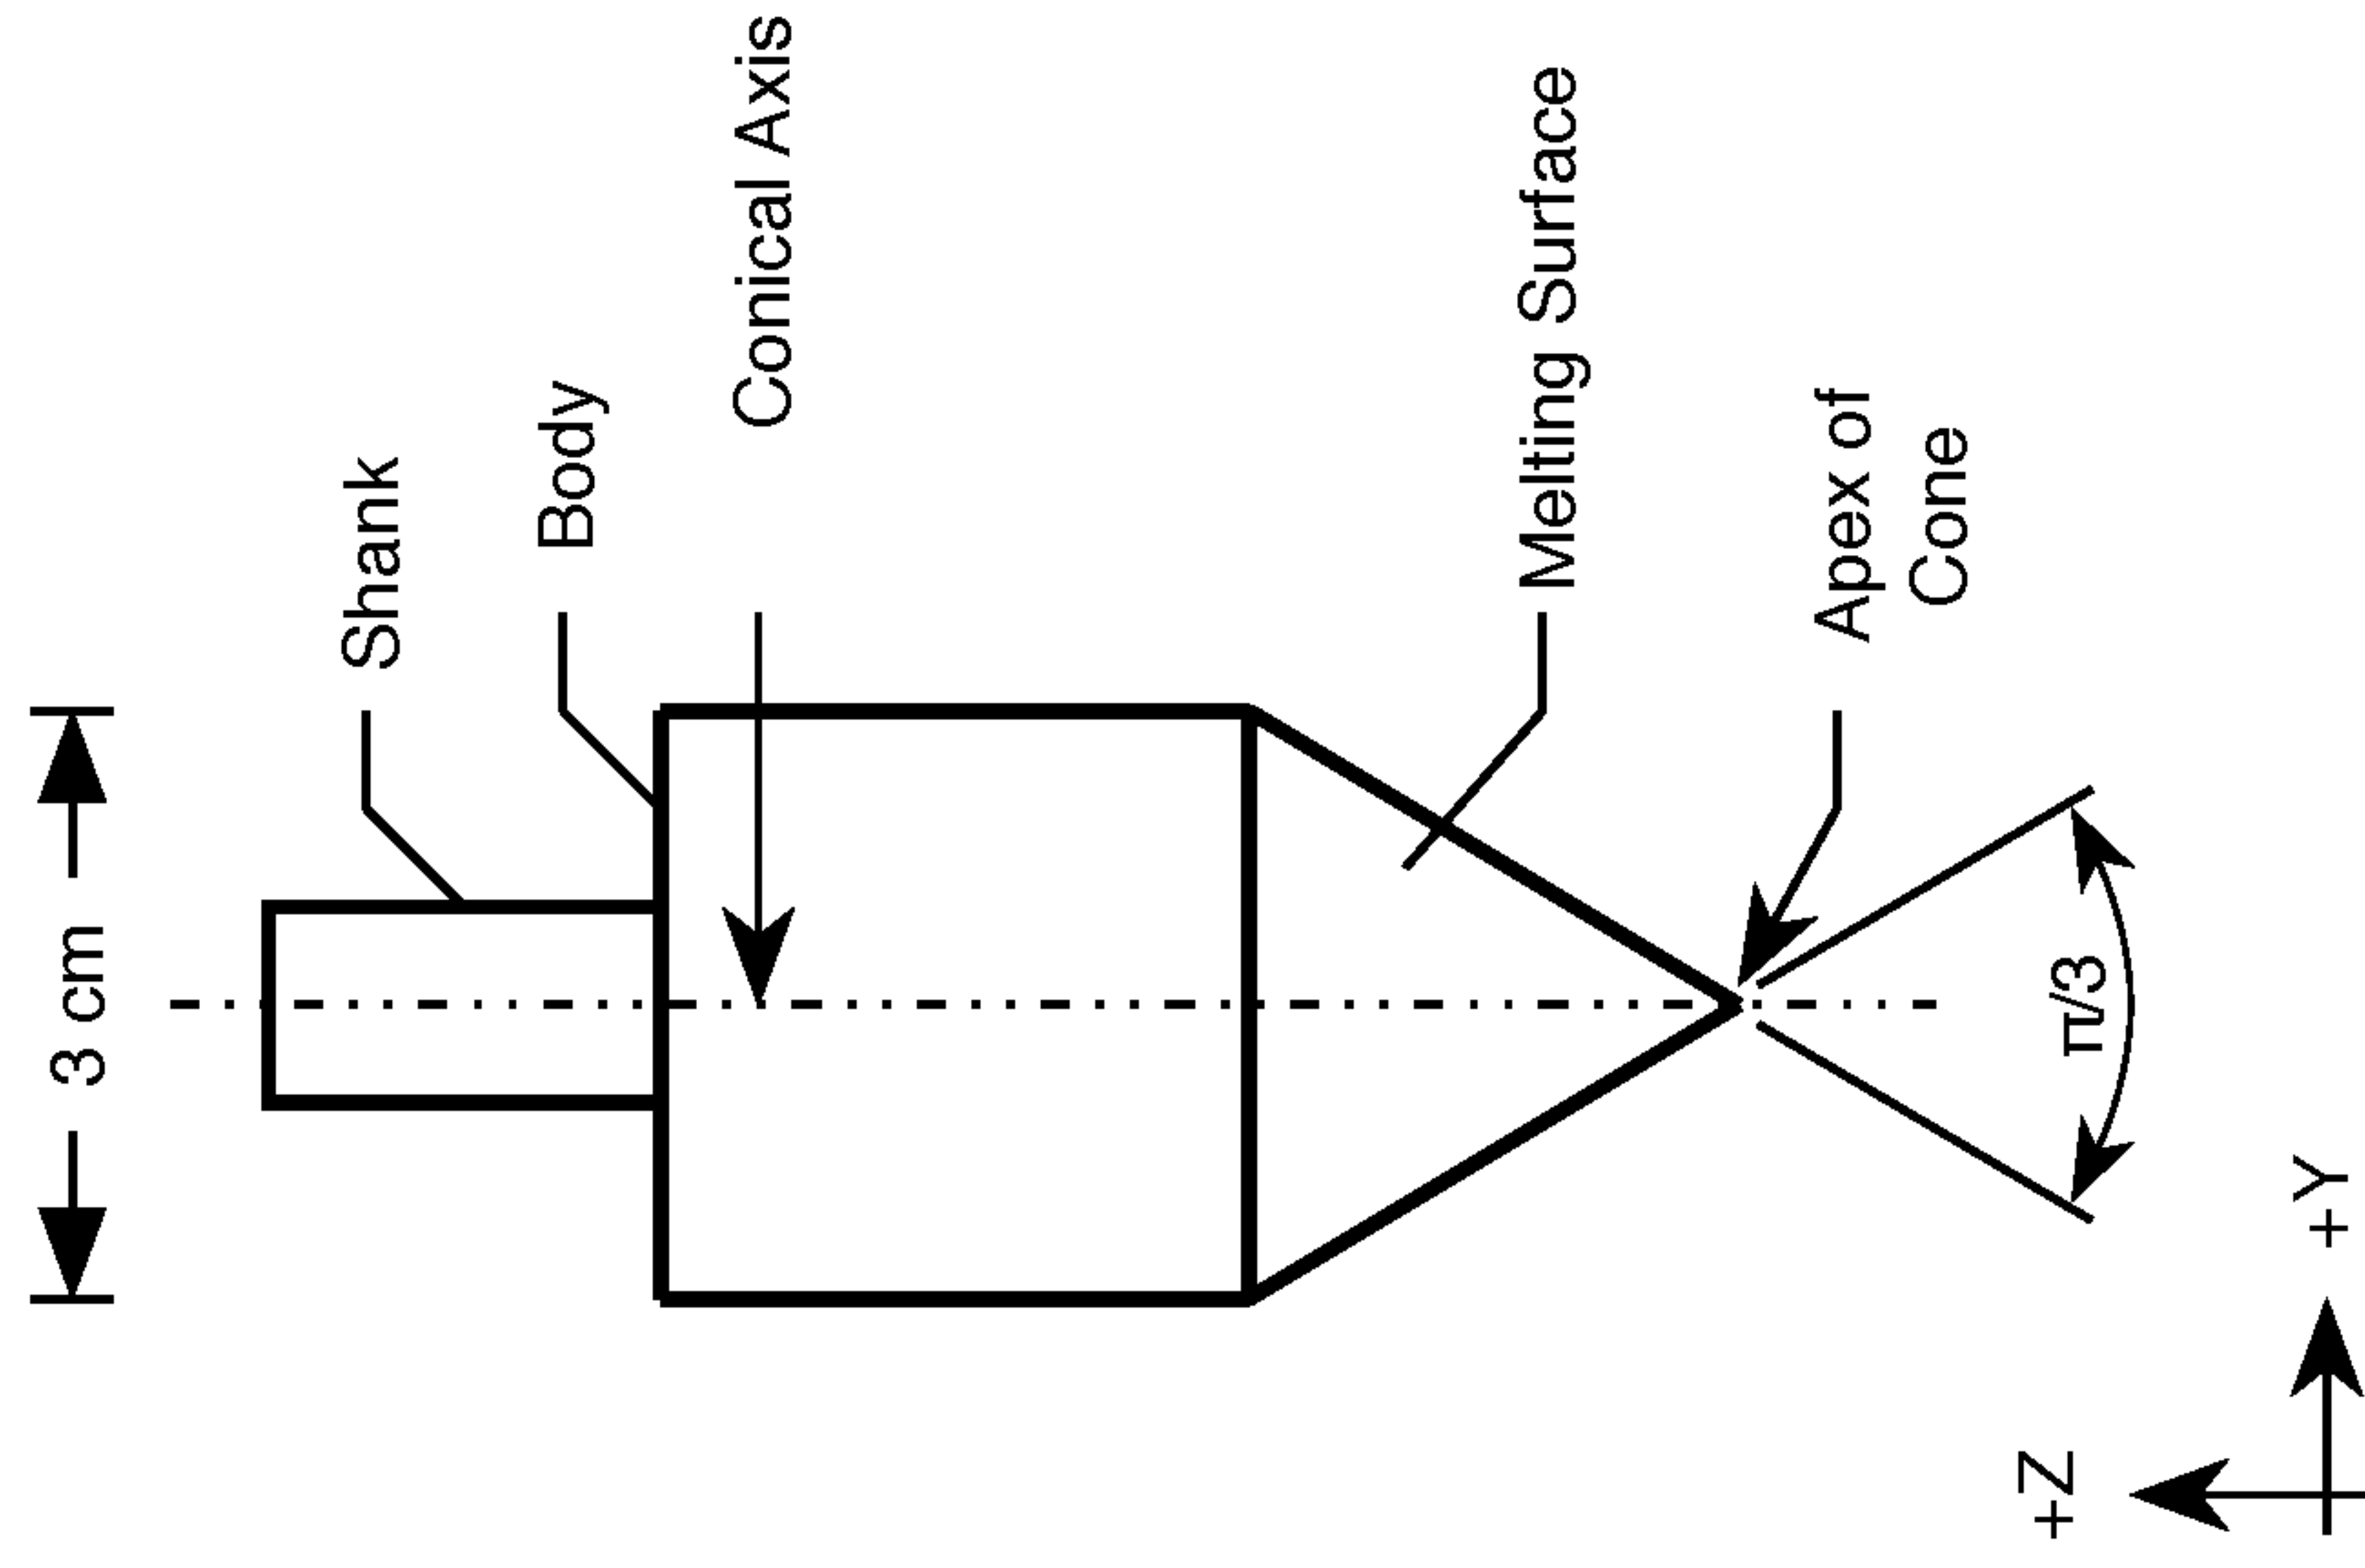 3 cm
Shank
Body
Conical Axis
Melting Surface
Apex of
Cone
π/3
+Z
+Y